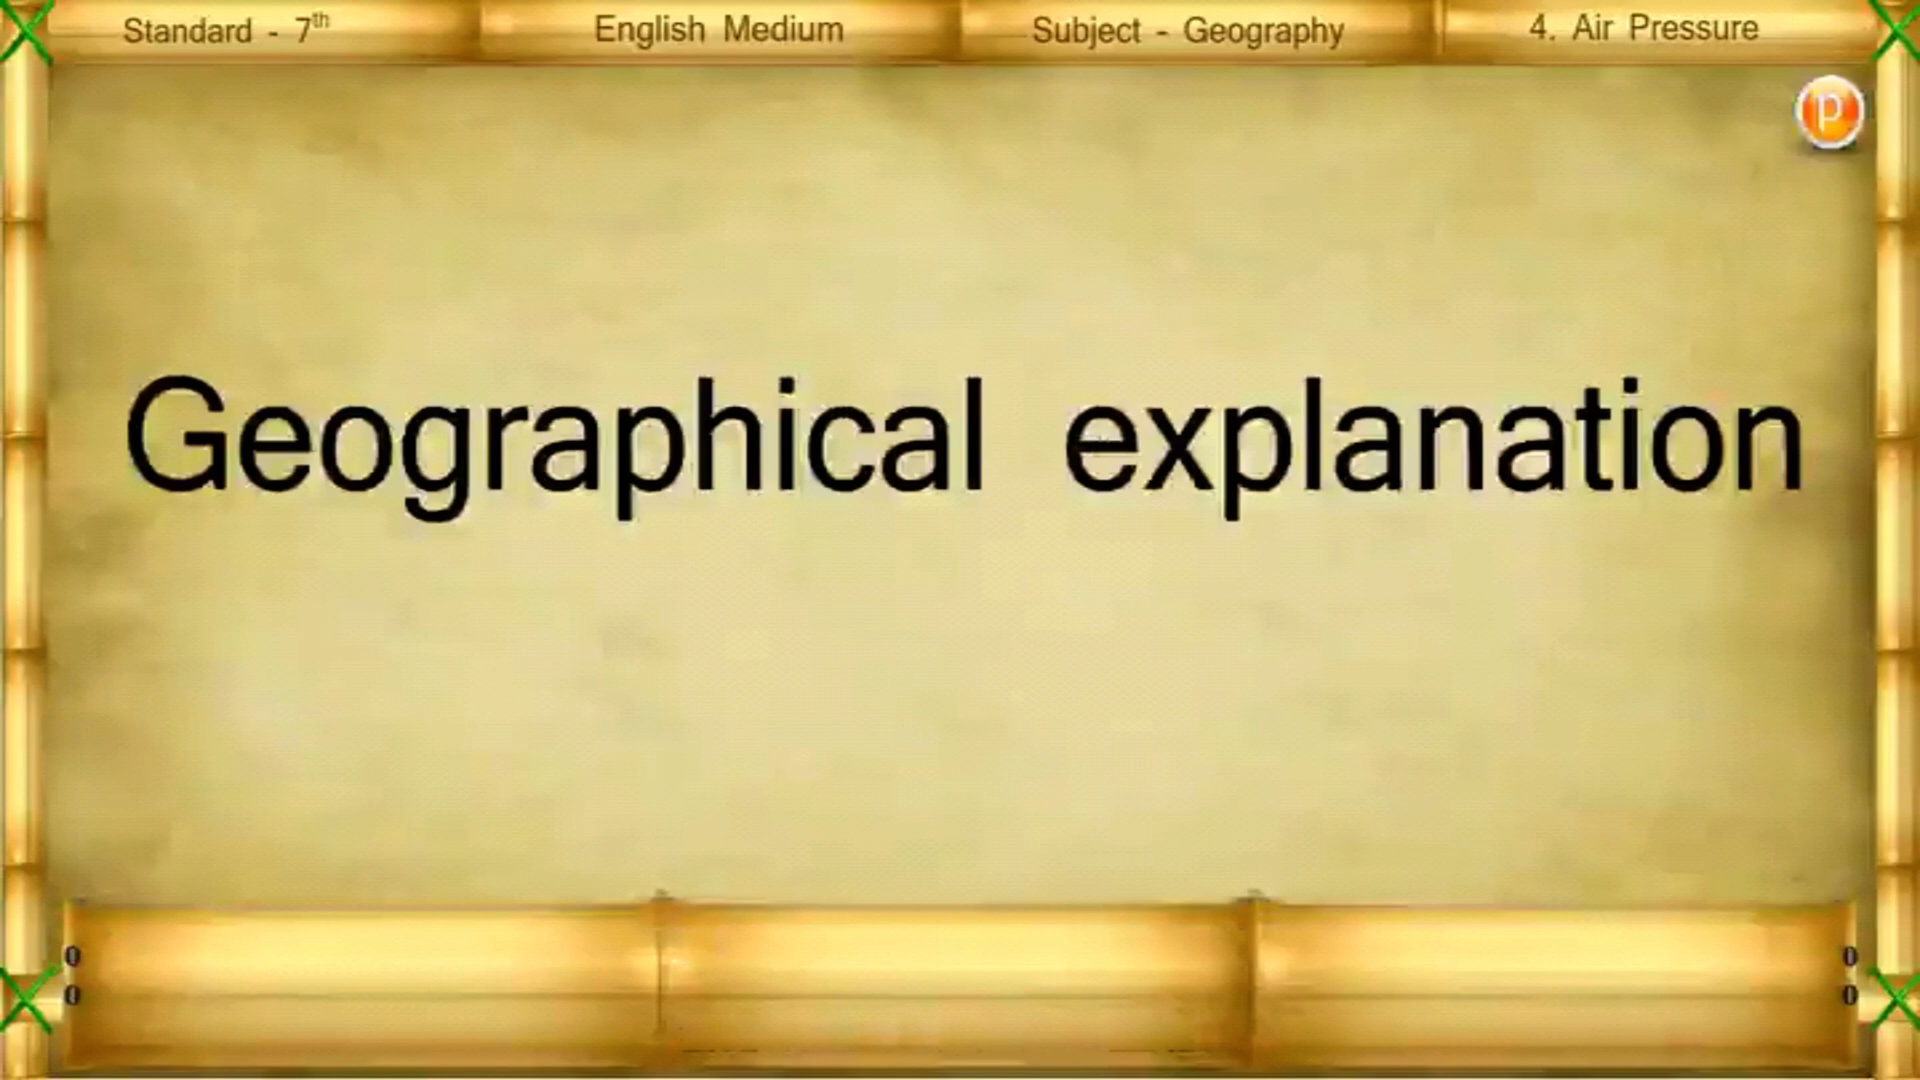 Standard - 7th
English Medium
Subject - Geography
4. Air Pressure
P
Geographical explanation